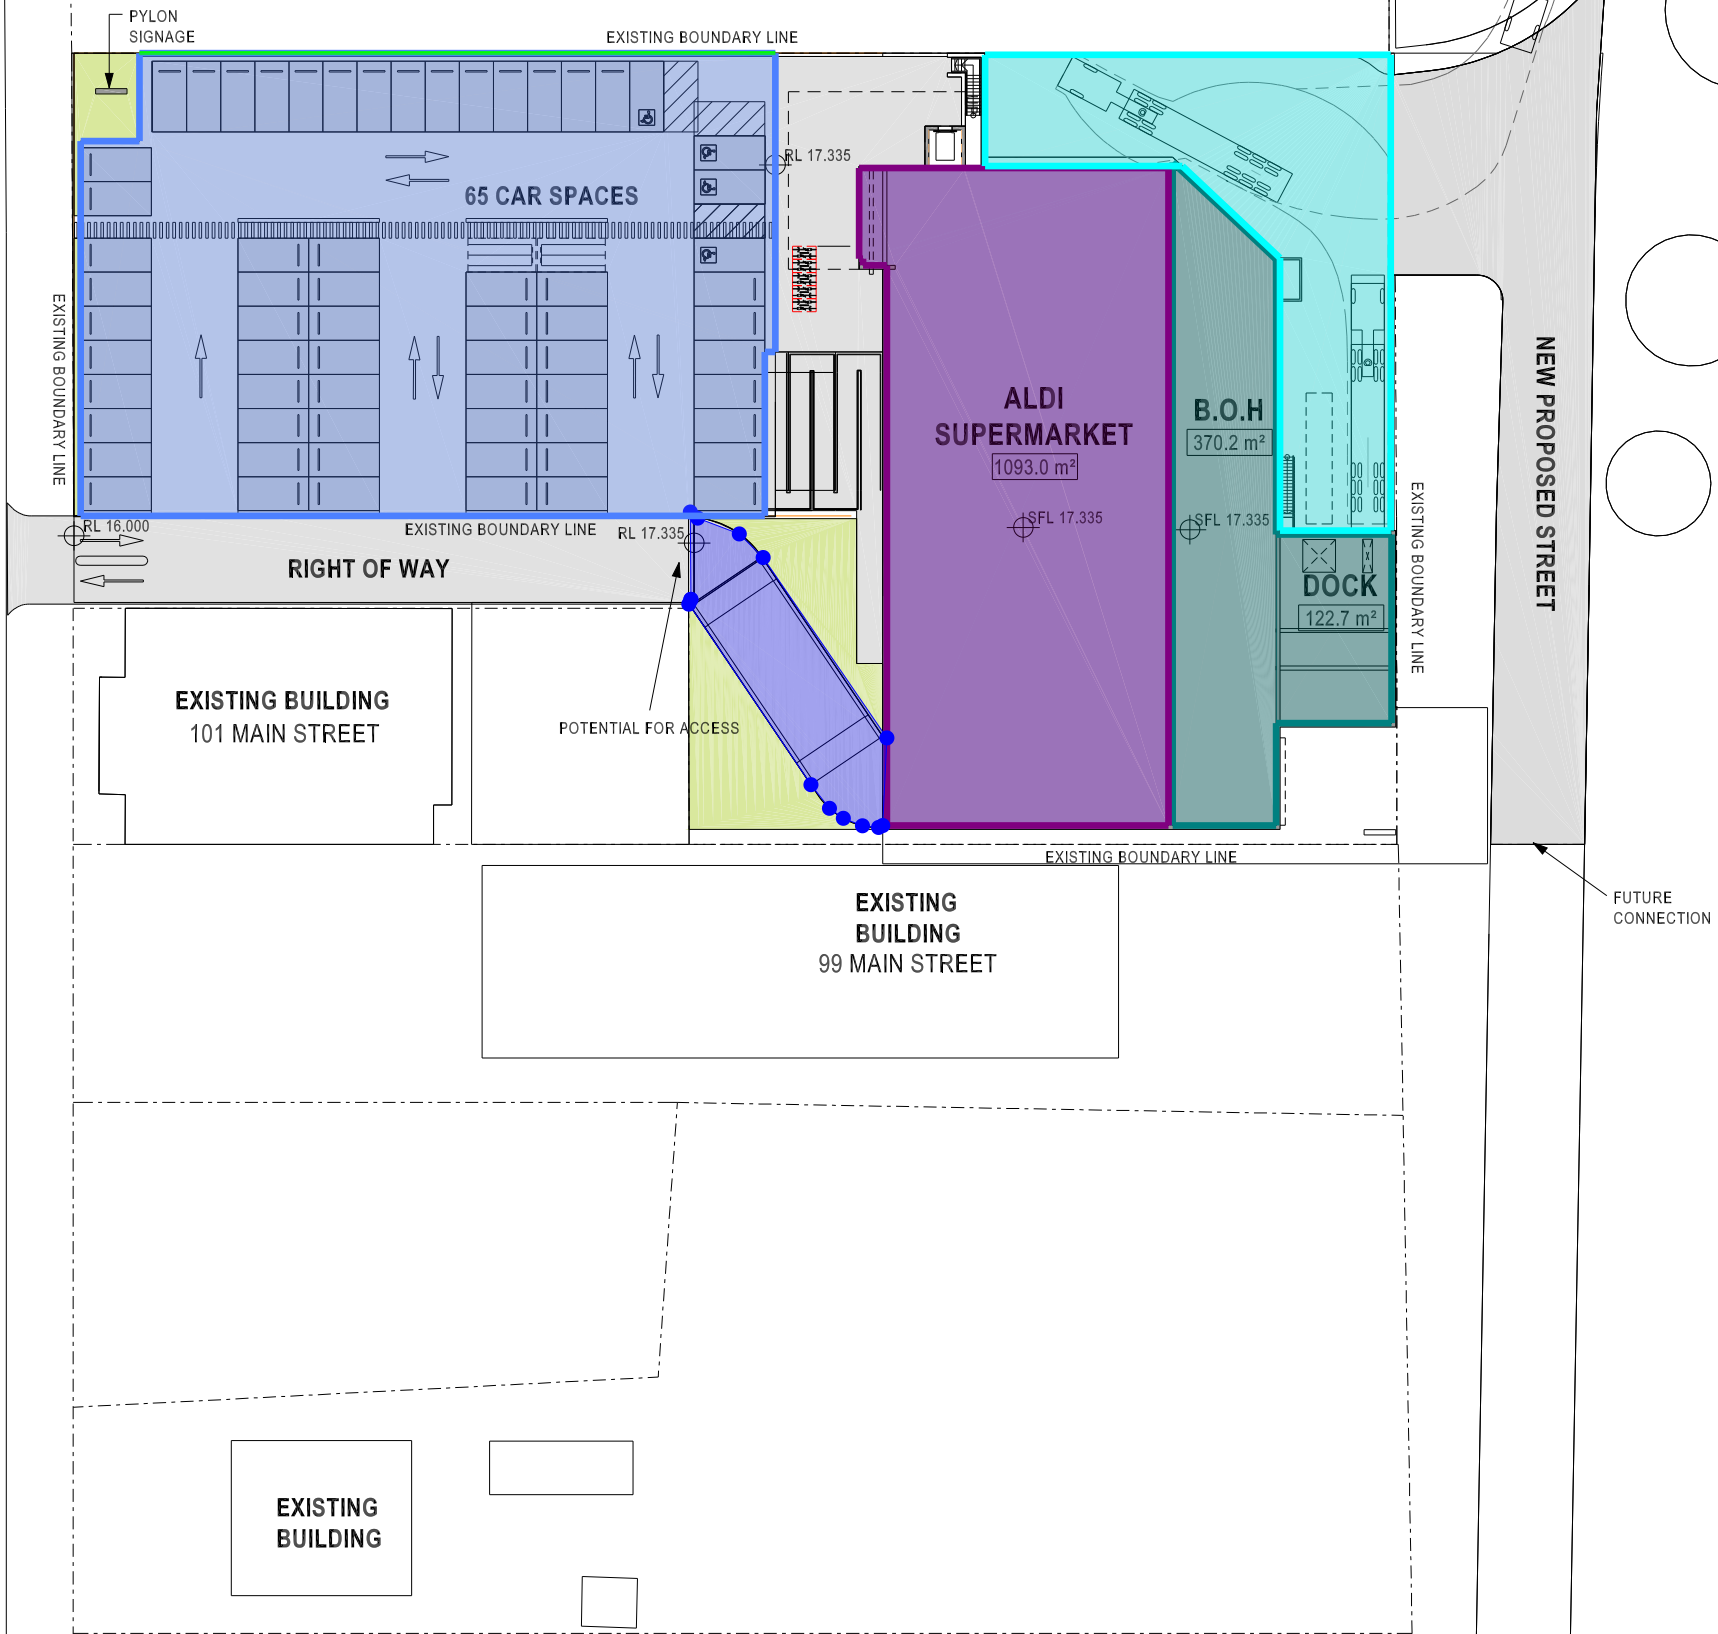 PYLON
SIGNAGE
EXISTING BOUNDARY LINE
RL 17.335
65 CAR SPACES
EXISTING BOUNDARY LINE
ALDI
SUPERMARKET
1093.0 m²
B.O.H
370.2 m²
NEW PROPOSED STREET
SFL 17.335
SFL 17.335
EXISTING BOUNDARY LINE
RL 16.000
EXISTING BOUNDARY LINE
RL 17.335
RIGHT OF WAY
DOCK
122.7 m²
EXISTING BUILDING
101 MAIN STREET
POTENTIAL FOR ACCESS
EXISTING BOUNDARY LINE
EXISTING
BUILDING
99 MAIN STREET
FUTURE
CONNECTION
EXISTING
BUILDING